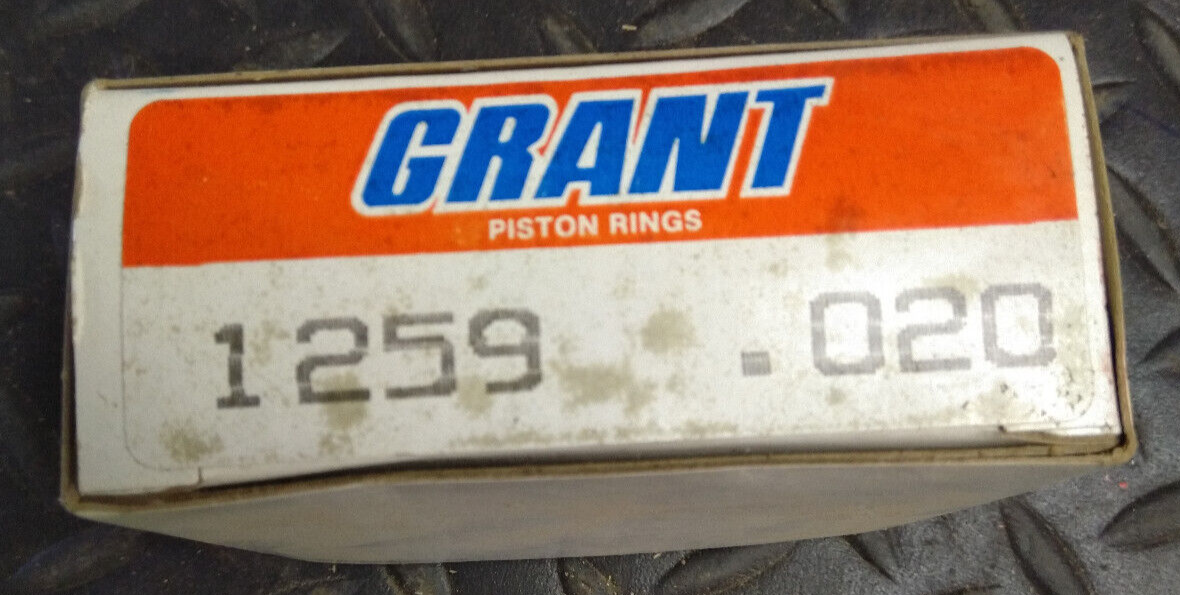 GRANT
PISTON RINGS
1259 .020